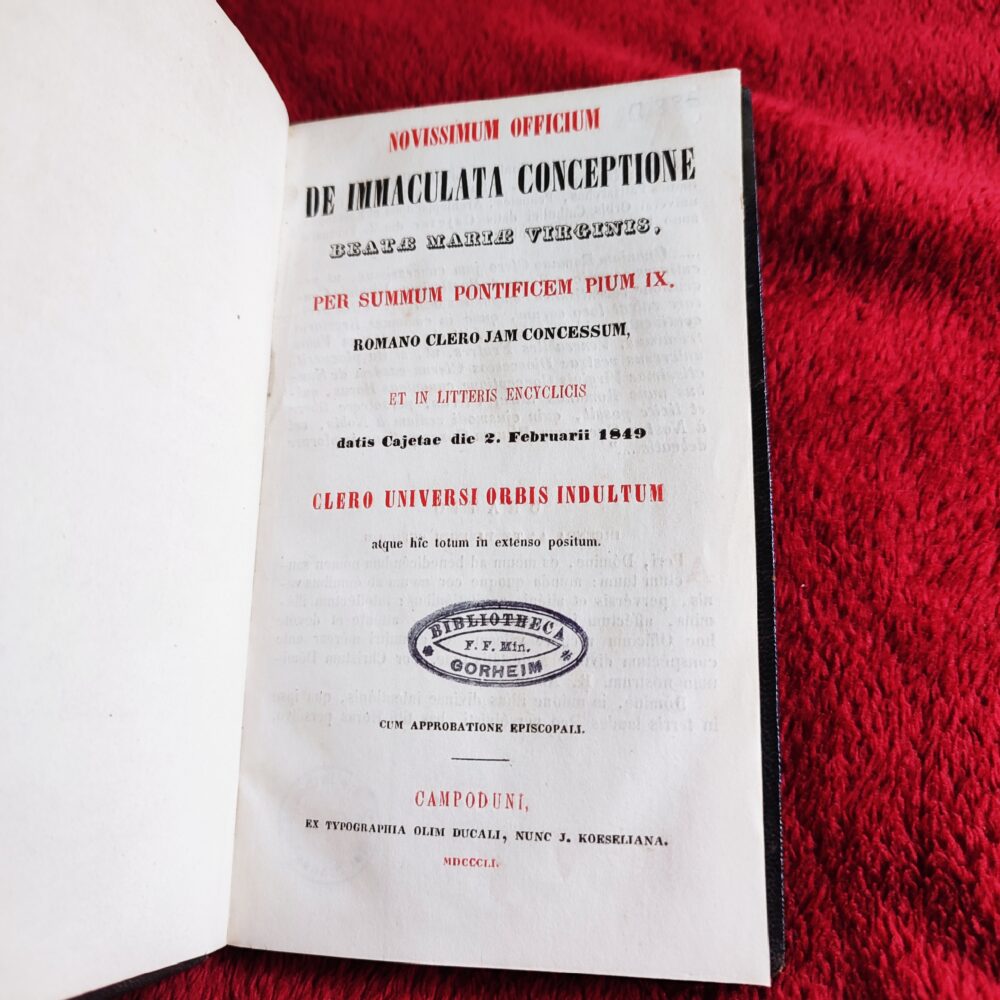 NOVISSIMUM OFFICIUM
DE IMMACULATA CONCEPTIONE
BEATÆ MARIÆ VIRGINIS,
PER SUMMUM PONTIFICEM PIUM IX.
ROMANO CLERO JAM CONCESSUM,
ET IN LITTERIS ENCYCLICIS
datis Cajetae die 2. Februarii 1849
CLERO UNIVERSI ORBIS INDULTUM
atque hîc totum in extenso positum.
BIBLIOTHECA
F. F. Min.
* GORHEIM *
CUM APPROBATIONE EPISCOPALI.
CAMPODUNI,
EX TYPOGRAPHIA OLIM DUCALI, NUNC J. KOESELIANA.
MDCCCLI.